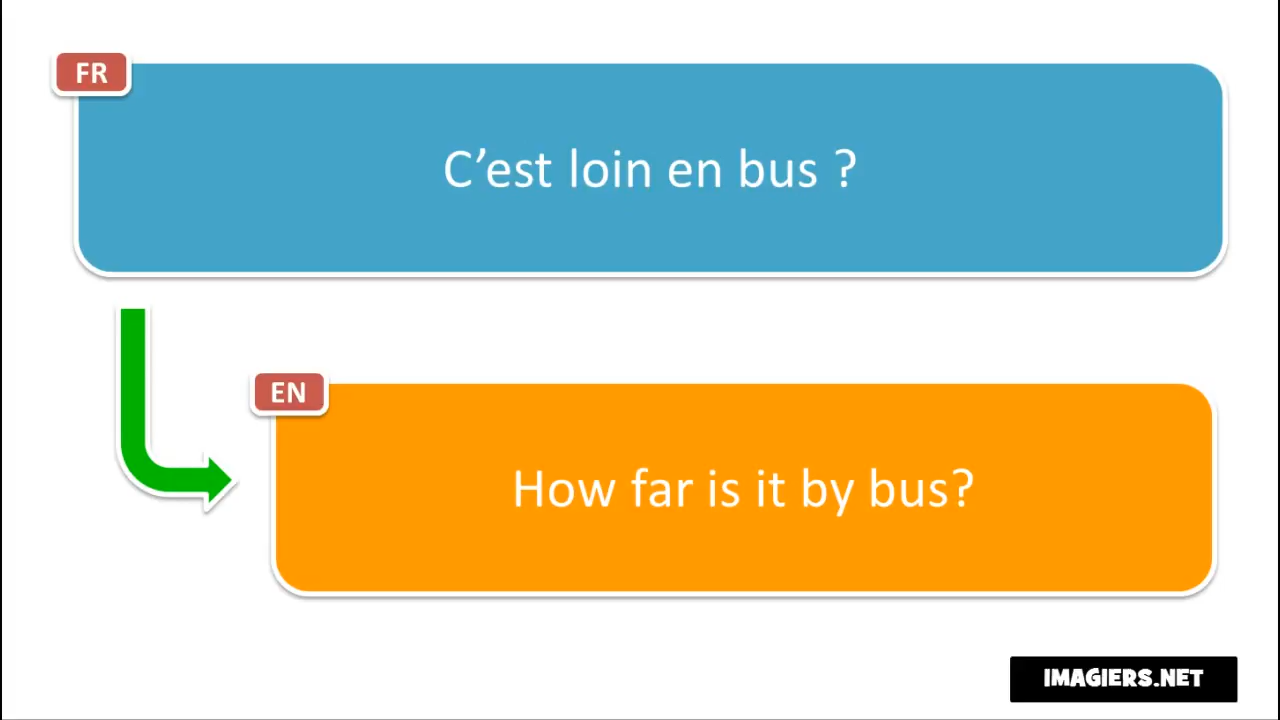 FR
C’est loin en bus ?
EN
How far is it by bus?
IMAGIERS.NET